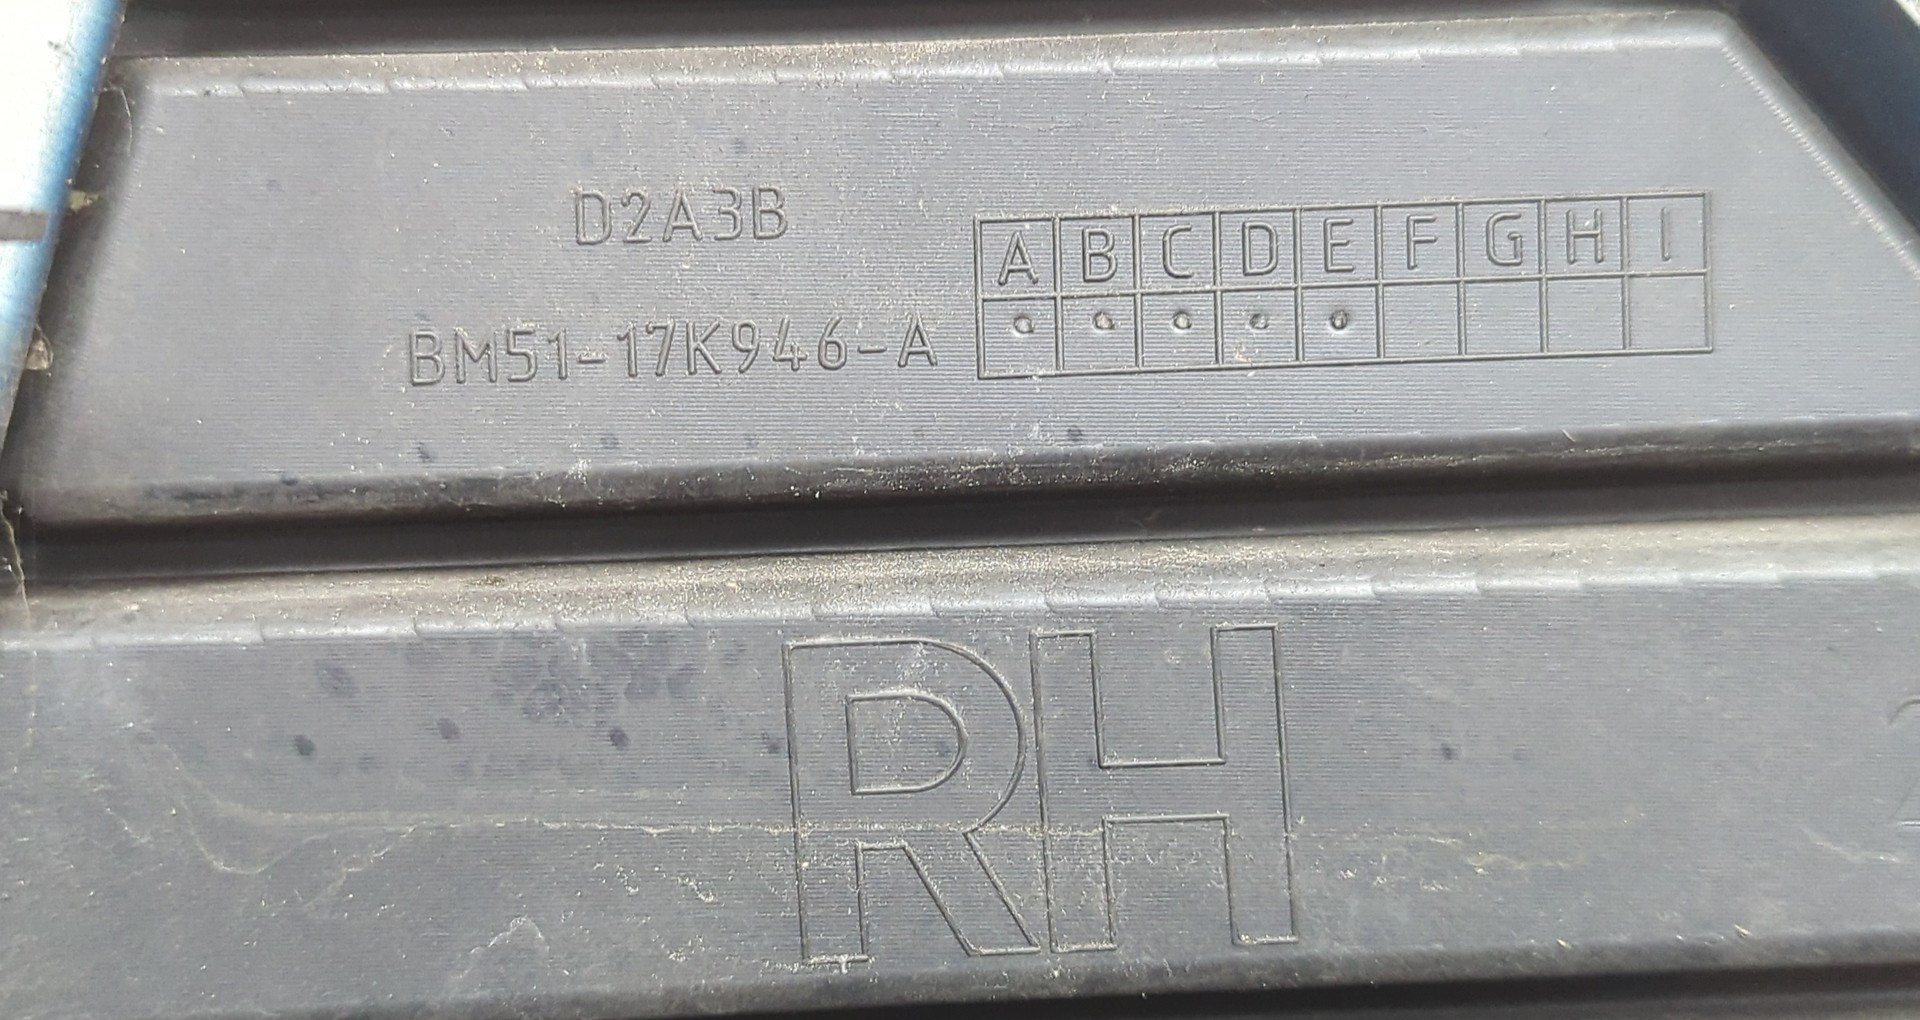 D2A3B
BM51-17K946-A
A B C D E F G H I
RH